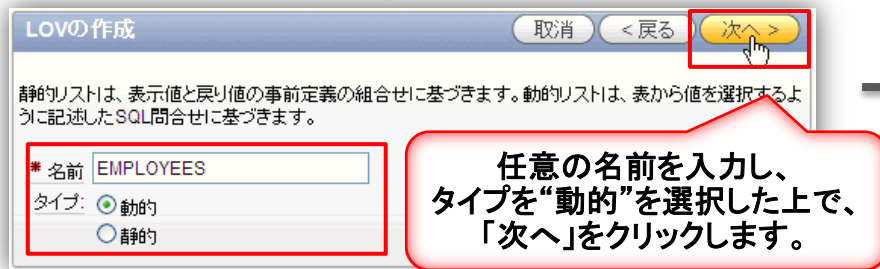 LOVの作成
取消
< 戻る
次へ >
静的リストは、表示値と戻り値の事前定義の組合せに基づきます。動的リストは、表から値を選択するよ
うに記述したSQL問合せに基づきます。
* 名前 EMPLOYEES
タイプ: 動的
静的
任意の名前を入力し、
タイプを“動的”を選択した上で、
「次へ」をクリックします。